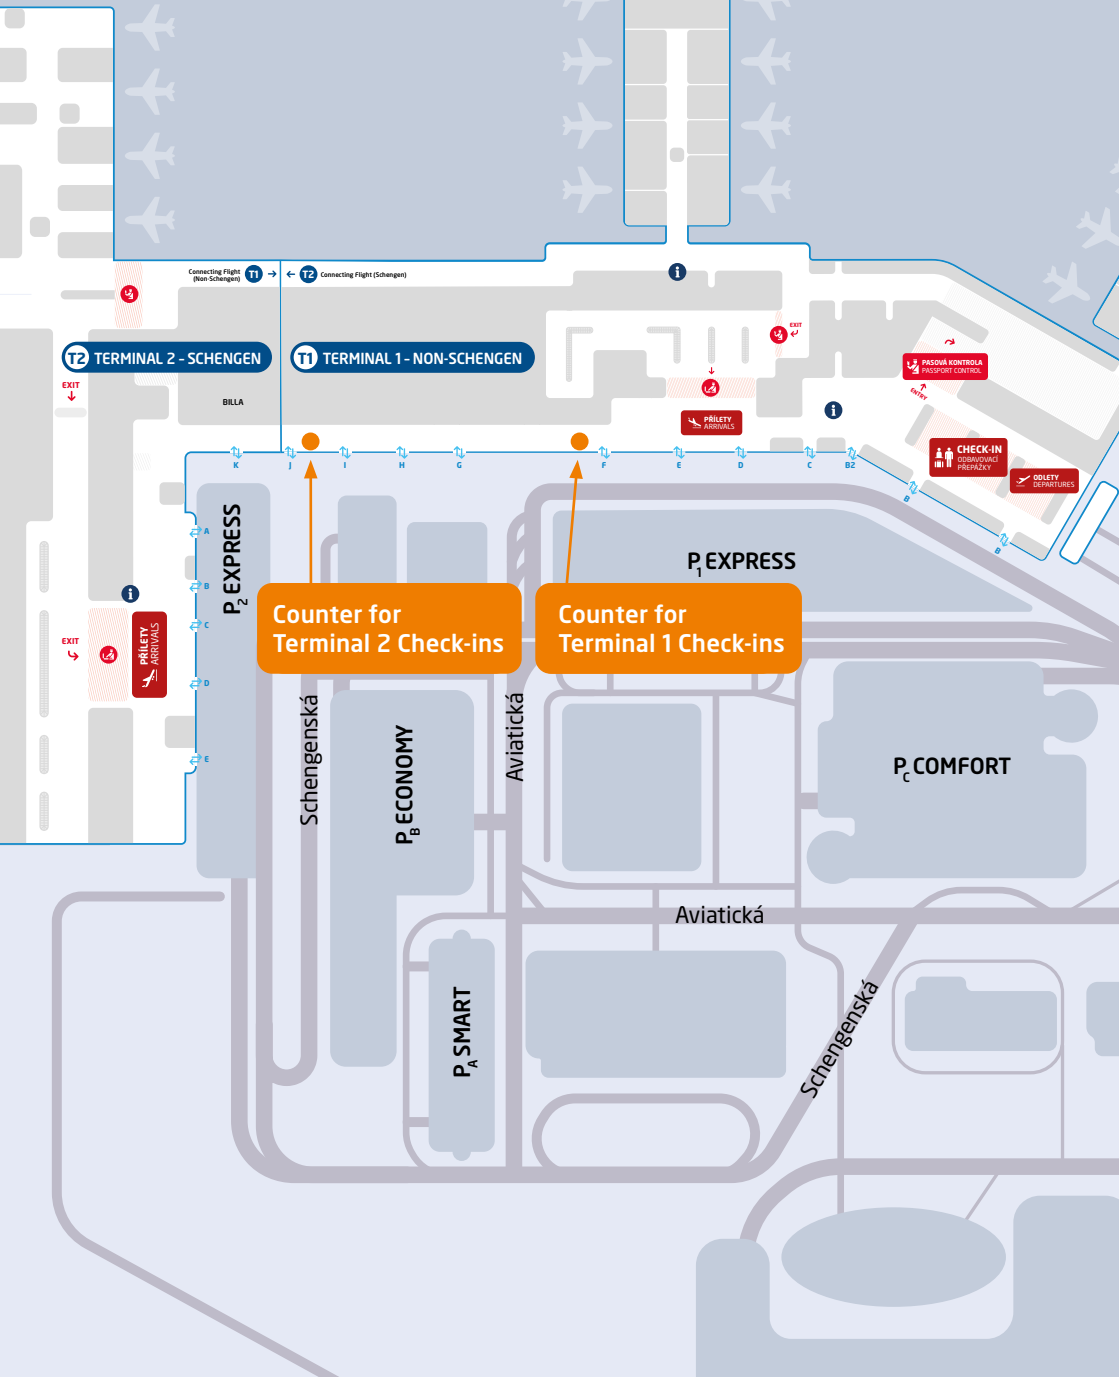 Connecting Flight
(Non-Schengen)
T1
T2
Connecting Flight (Schengen)
i
EXIT
T2 TERMINAL 2 – SCHENGEN
T1 TERMINAL 1 – NON-SCHENGEN
PASOVÁ KONTROLA
PASSPORT CONTROL
ENTRY
EXIT
BILLA
i
PŘÍLETY
ARRIVALS
CHECK-IN
ODBAVOVACÍ
PŘEPÁŽKY
ODLETY
DEPARTURES
K
J
I
H
G
F
E
D
C
B2
B
B
A
B
C
D
E
P2 EXPRESS
P1 EXPRESS
i
EXIT
PŘÍLETY
ARRIVALS
Counter for
Terminal 2 Check-ins
Counter for
Terminal 1 Check-ins
Schengenská
Aviatická
PB ECONOMY
PC COMFORT
Aviatická
PA SMART
Schengenská